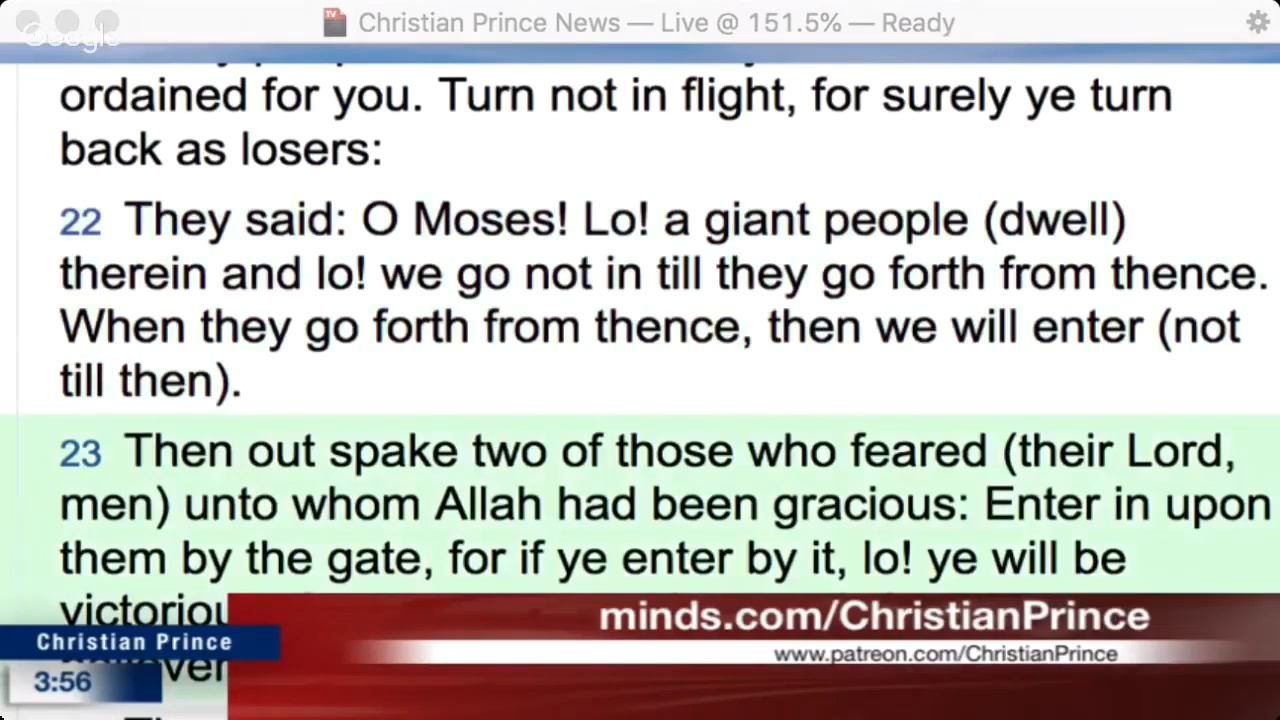 Christian Prince News — Live @ 151.5% — Ready
Google
ordained for you. Turn not in flight, for surely ye turn
back as losers:
22 They said: O Moses! Lo! a giant people (dwell)
therein and lo! we go not in till they go forth from thence.
When they go forth from thence, then we will enter (not
till then).
23 Then out spake two of those who feared (their Lord,
men) unto whom Allah had been gracious: Enter in upon
them by the gate, for if ye enter by it, lo! ye will be
minds.com/ChristianPrince
Christian Prince
www.patreon.com/ChristianPrince
3:56